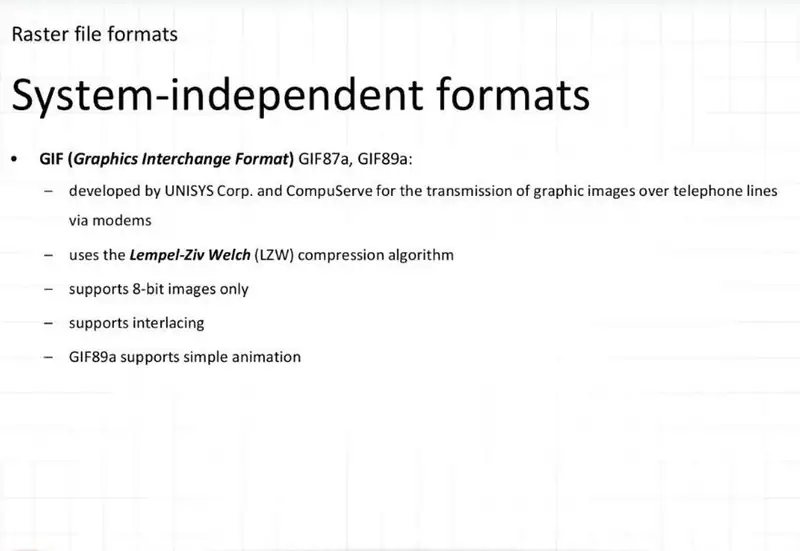 Raster file formats
System-independent formats
• GIF (Graphics Interchange Format) GIF87a, GIF89a:
– developed by UNISYS Corp. and CompuServe for the transmission of graphic images over telephone lines
via modems
– uses the Lempel-Ziv Welch (LZW) compression algorithm
– supports 8-bit images only
– supports interlacing
– GIF89a supports simple animation